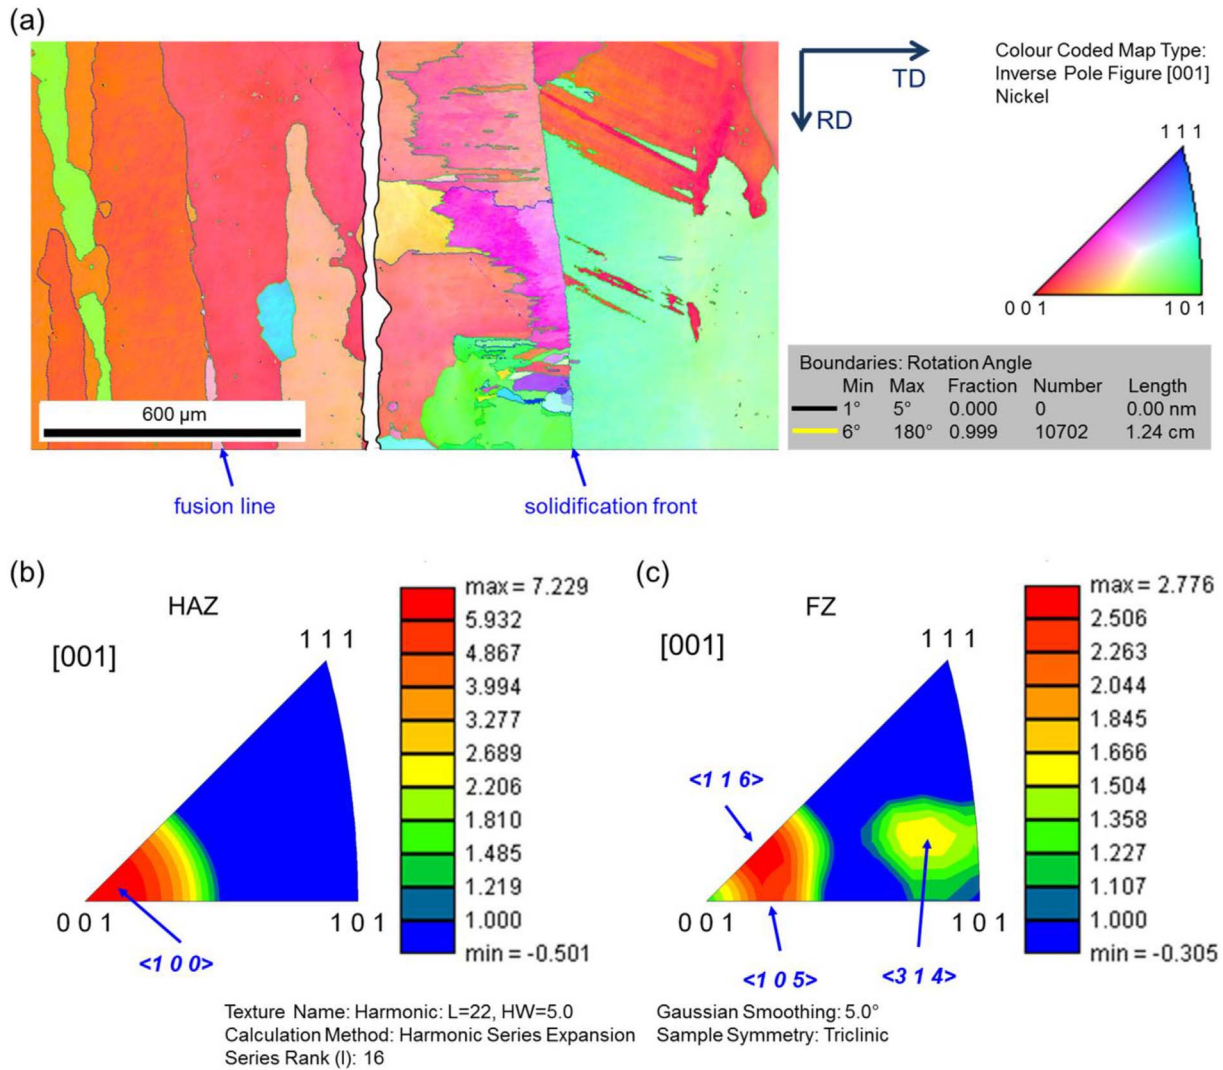 (a)
TD
RD
Colour Coded Map Type:
Inverse Pole Figure [001]
Nickel
1 1 1
0 0 1
1 0 1
Boundaries: Rotation Angle
Min Max Fraction Number Length
1° 5° 0.000 0 0.00 nm
6° 180° 0.999 10702 1.24 cm
600 µm
fusion line
solidification front
(b)
HAZ
[001]
1 1 1
0 0 1
1 0 1
<1 0 0>
max = 7.229
5.932
4.867
3.994
3.277
2.689
2.206
1.810
1.485
1.219
1.000
min = -0.501
(c)
FZ
[001]
1 1 1
<1 1 6>
0 0 1
1 0 1
<1 0 5>
<3 1 4>
max = 2.776
2.506
2.263
2.044
1.845
1.666
1.504
1.358
1.227
1.107
1.000
min = -0.305
Texture Name: Harmonic: L=22, HW=5.0
Calculation Method: Harmonic Series Expansion
Series Rank (l): 16
Gaussian Smoothing: 5.0°
Sample Symmetry: Triclinic